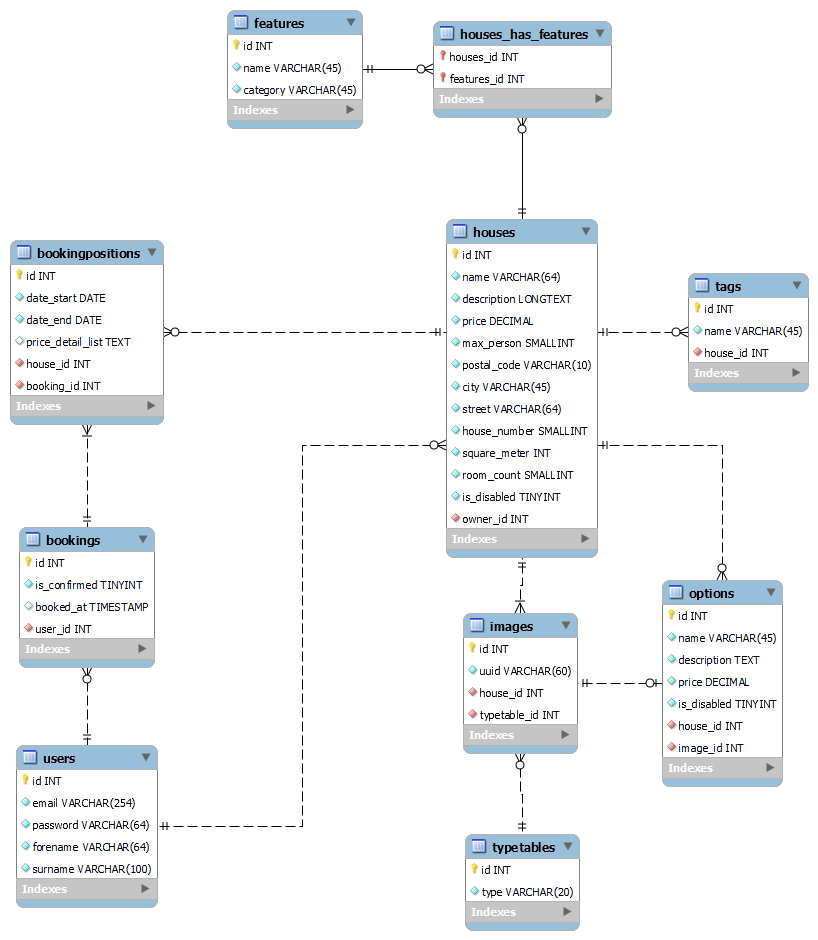 features
id INT
name VARCHAR(45)
category VARCHAR(45)
Indexes
houses_has_features
houses_id INT
features_id INT
Indexes
houses
id INT
name VARCHAR(64)
description LONGTEXT
price DECIMAL
max_person SMALLINT
postal_code VARCHAR(10)
city VARCHAR(45)
street VARCHAR(64)
house_number SMALLINT
square_meter INT
room_count SMALLINT
is_disabled TINYINT
owner_id INT
Indexes
bookingpositions
id INT
date_start DATE
date_end DATE
price_detail_list TEXT
house_id INT
booking_id INT
Indexes
tags
id INT
name VARCHAR(45)
house_id INT
Indexes
bookings
id INT
is_confirmed TINYINT
booked_at TIMESTAMP
user_id INT
Indexes
images
id INT
uuid VARCHAR(60)
house_id INT
typetable_id INT
Indexes
options
id INT
name VARCHAR(45)
description TEXT
price DECIMAL
is_disabled TINYINT
house_id INT
image_id INT
Indexes
users
id INT
email VARCHAR(254)
password VARCHAR(64)
forename VARCHAR(64)
surname VARCHAR(100)
Indexes
typetables
id INT
type VARCHAR(20)
Indexes